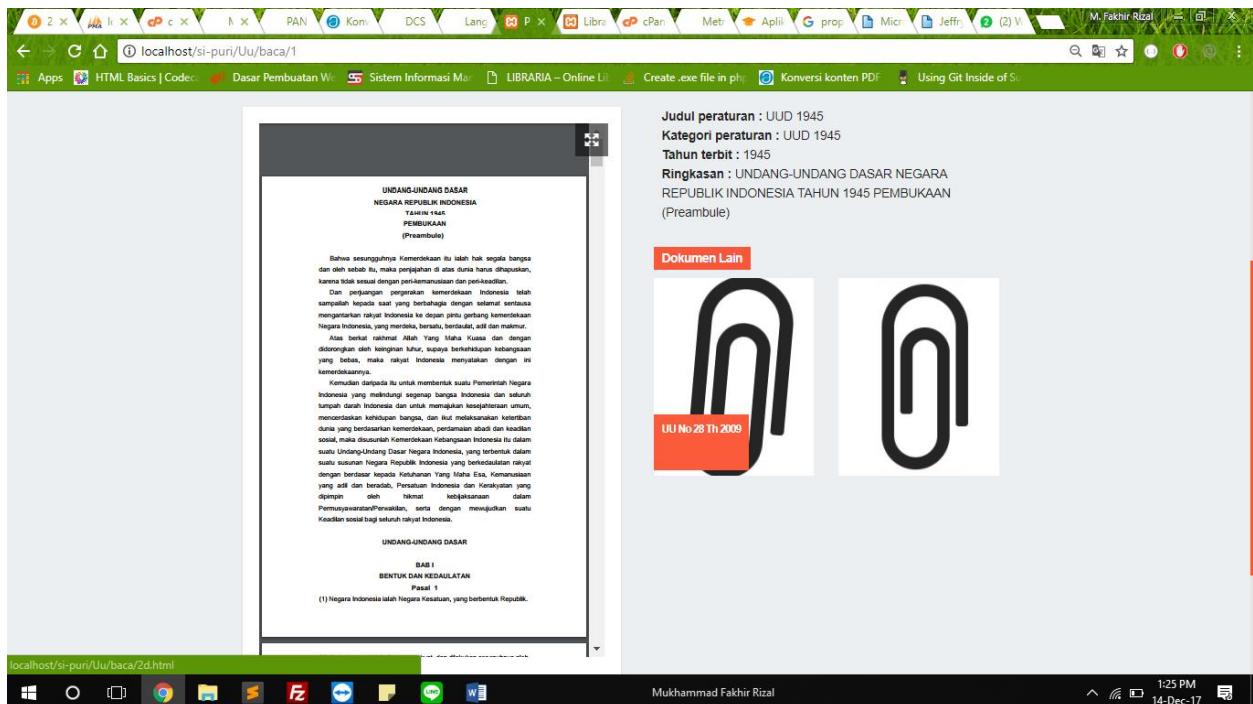 M. Fakhir Rizal
localhost/si-puri/Uu/baca/1
Apps
HTML Basics | Codec
Dasar Pembuatan We
Sistem Informasi Mar
LIBRARIA – Online Lib
Create .exe file in php
Konversi konten PDF
Using Git Inside of Su
UNDANG-UNDANG DASAR
NEGARA REPUBLIK INDONESIA
TAHUN 1945
PEMBUKAAN
(Preambule)
Bahwa sesungguhnya Kemerdekaan itu ialah hak segala bangsa
dan oleh sebab itu, maka penjajahan di atas dunia harus dihapuskan,
karena tidak sesuai dengan peri-kemanusiaan dan peri-keadilan.
Dan perjuangan pergerakan kemerdekaan Indonesia telah
sampailah kepada saat yang berbahagia dengan selamat sentausa
mengantarkan rakyat Indonesia ke depan pintu gerbang kemerdekaan
Negara Indonesia, yang merdeka, bersatu, berdaulat, adil dan makmur.
Atas berkat rakhmat Allah Yang Maha Kuasa dan dengan
didorongkan oleh keinginan luhur, supaya berkehidupan kebangsaan
yang bebas, maka rakyat Indonesia menyatakan dengan ini
kemerdekaannya.
Kemudian daripada itu untuk membentuk suatu Pemerintah Negara
Indonesia yang melindungi segenap bangsa Indonesia dan seluruh
tumpah darah Indonesia dan untuk memajukan kesejahteraan umum,
mencerdaskan kehidupan bangsa, dan ikut melaksanakan ketertiban
dunia yang berdasarkan kemerdekaan, perdamaian abadi dan keadilan
sosial, maka disusunlah Kemerdekaan Kebangsaan Indonesia itu dalam
suatu Undang-Undang Dasar Negara Indonesia, yang terbentuk dalam
suatu susunan Negara Republik Indonesia yang berkedaulatan rakyat
dengan berdasar kepada Ketuhanan Yang Maha Esa, Kemanusiaan
yang adil dan beradab, Persatuan Indonesia dan Kerakyatan yang
dipimpin oleh hikmat kebijaksanaan dalam
Permusyawaratan/Perwakilan, serta dengan mewujudkan suatu
Keadilan sosial bagi seluruh rakyat Indonesia.
UNDANG-UNDANG DASAR
BAB I
BENTUK DAN KEDAULATAN
Pasal 1
(1) Negara Indonesia ialah Negara Kesatuan, yang berbentuk Republik.
Judul peraturan : UUD 1945
Kategori peraturan : UUD 1945
Tahun terbit : 1945
Ringkasan : UNDANG-UNDANG DASAR NEGARA
REPUBLIK INDONESIA TAHUN 1945 PEMBUKAAN
(Preambule)
Dokumen Lain
UU No 28 Th 2009
localhost/si-puri/Uu/baca/2d.html
Mukhammad Fakhir Rizal
1:25 PM
14-Dec-17